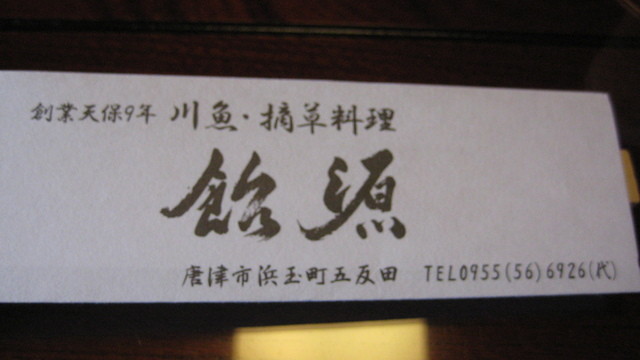 創業天保9年 川魚・摘草料理
飴源
唐津市浜玉町五反田 TEL0955(56)6926(代)